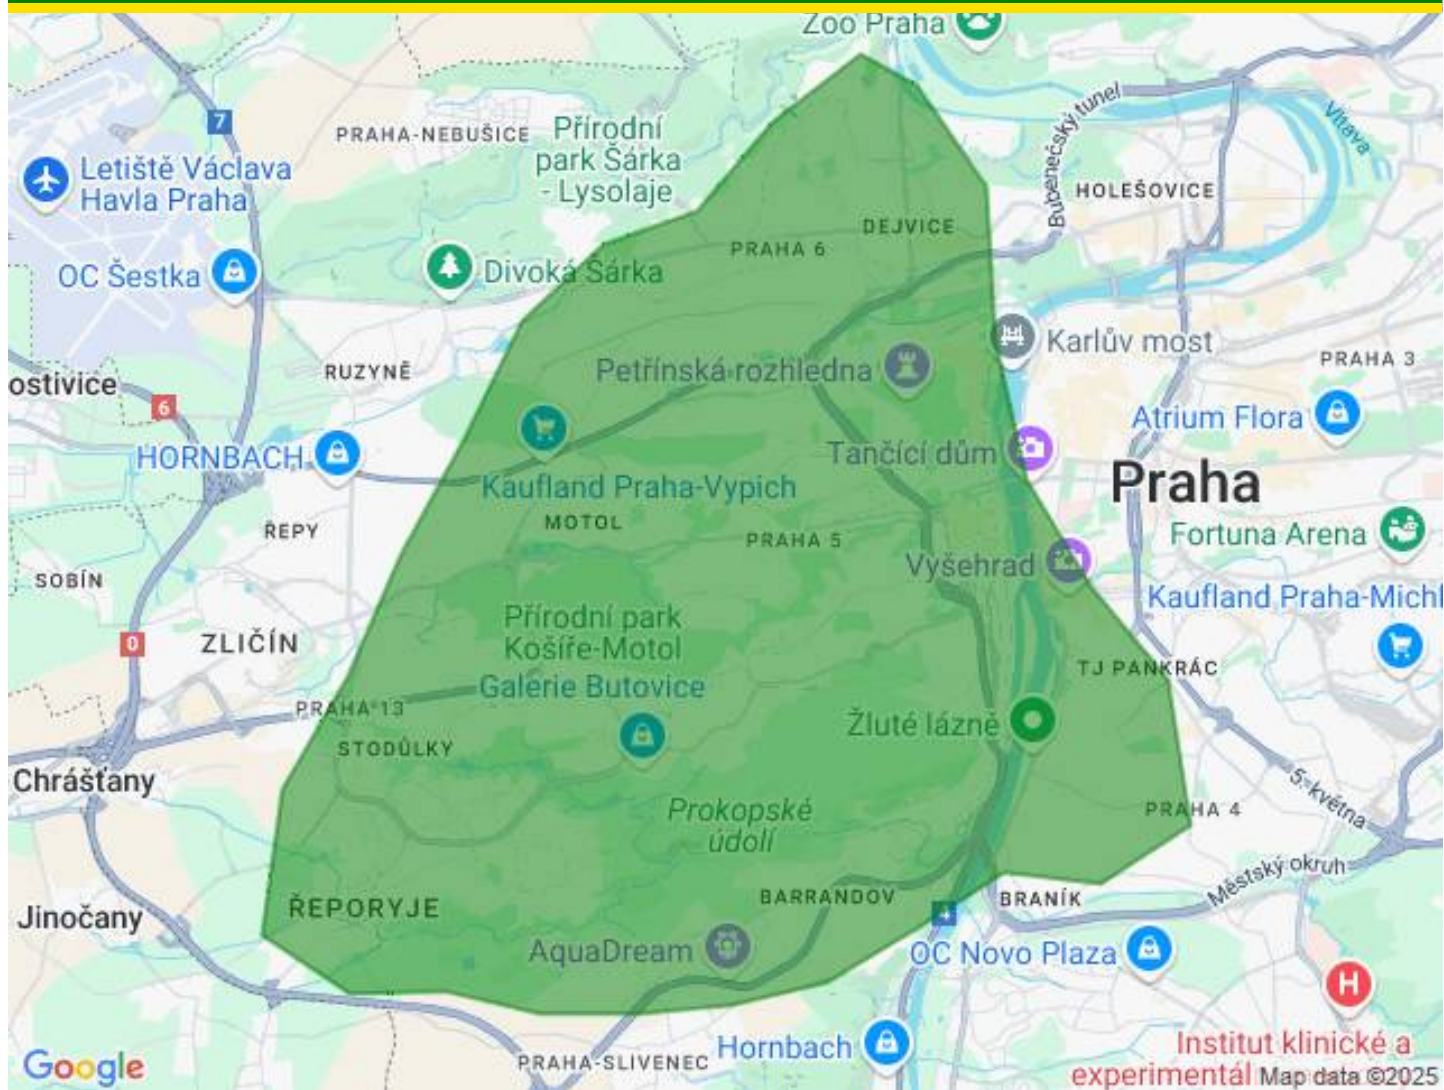 Zoo Praha
Bubenečský tunel
Vltava
7
PRAHA-NEBUŠICE
Přírodní
park Šárka
- Lysolaje
Letiště Václava
Havla Praha
HOLEŠOVICE
DEJVICE
PRAHA 6
OC Šestka
Divoká Šárka
Karlův most
PRAHA 3
RUZYNĚ
Petřínská rozhledna
ostivice
6
Atrium Flora
HORNBACH
Tančící dům
Praha
Kaufland Praha-Vypich
MOTOL
ŘEPY
PRAHA 5
Fortuna Arena
Vyšehrad
SOBÍN
Kaufland Praha-Michl
Přírodní park
Košíře-Motol
0
ZLIČÍN
TJ PANKRÁC
Galerie Butovice
PRAHA 13
STODŮLKY
Žluté lázně
Chrášťany
5. května
Prokopské
údolí
PRAHA 4
Městský okruh
BARRANDOV
BRANÍK
ŘEPORYJE
Jinočany
4
AquaDream
OC Novo Plaza
H
Hornbach
PRAHA-SLIVENEC
Institut klinické a
experimentál
Google
Map data ©2025